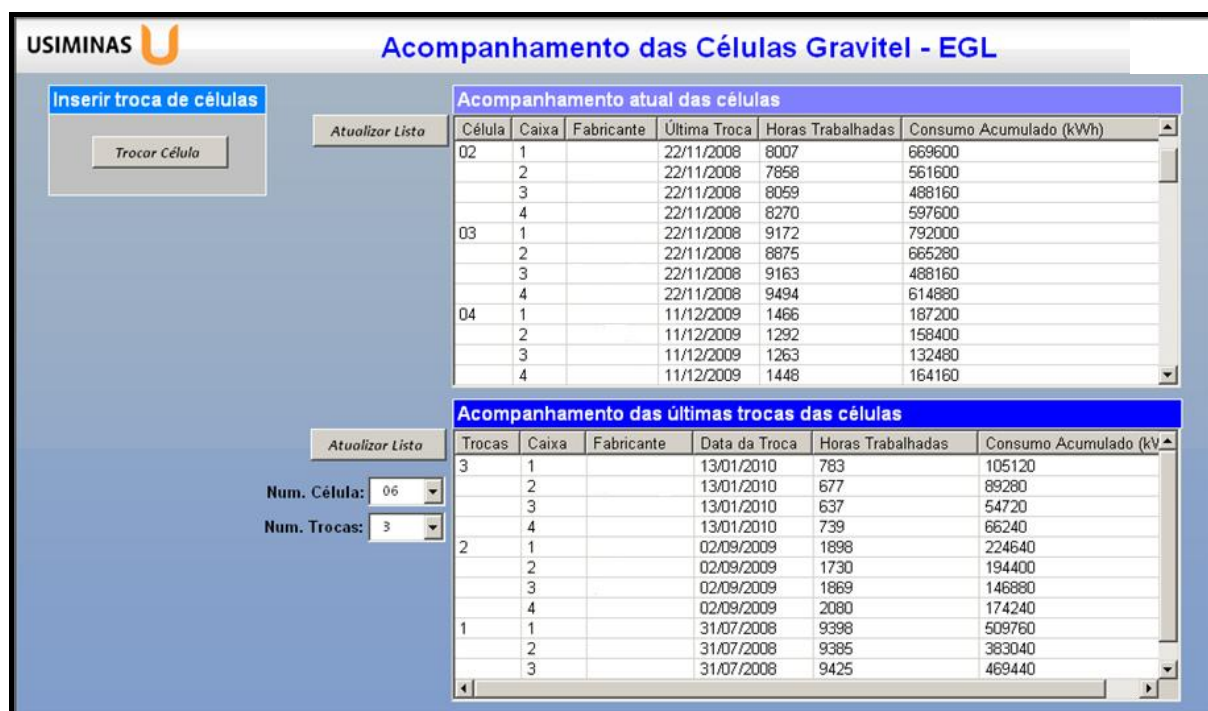 USIMINAS
Acompanhamento das Células Gravitel - EGL
Inserir troca de células
Trocar Célula
Atualizar Lista
Acompanhamento atual das células
Célula Caixa Fabricante Última Troca Horas Trabalhadas Consumo Acumulado (kWh)
02 1 22/11/2008 8007 669600
2 22/11/2008 7858 561600
3 22/11/2008 8059 488160
4 22/11/2008 8270 597600
03 1 22/11/2008 9172 792000
2 22/11/2008 8875 665280
3 22/11/2008 9163 488160
4 22/11/2008 9494 614880
04 1 11/12/2009 1466 187200
2 11/12/2009 1292 158400
3 11/12/2009 1263 132480
4 11/12/2009 1448 164160
Atualizar Lista
Num. Célula: 06
Num. Trocas: 3
Acompanhamento das últimas trocas das células
Trocas Caixa Fabricante Data da Troca Horas Trabalhadas Consumo Acumulado (kV
3 1 13/01/2010 783 105120
2 13/01/2010 677 89280
3 13/01/2010 637 54720
4 13/01/2010 739 66240
2 1 02/09/2009 1898 224640
2 02/09/2009 1730 194400
3 02/09/2009 1869 146880
4 02/09/2009 2080 174240
1 1 31/07/2008 9398 509760
2 31/07/2008 9385 383040
3 31/07/2008 9425 469440